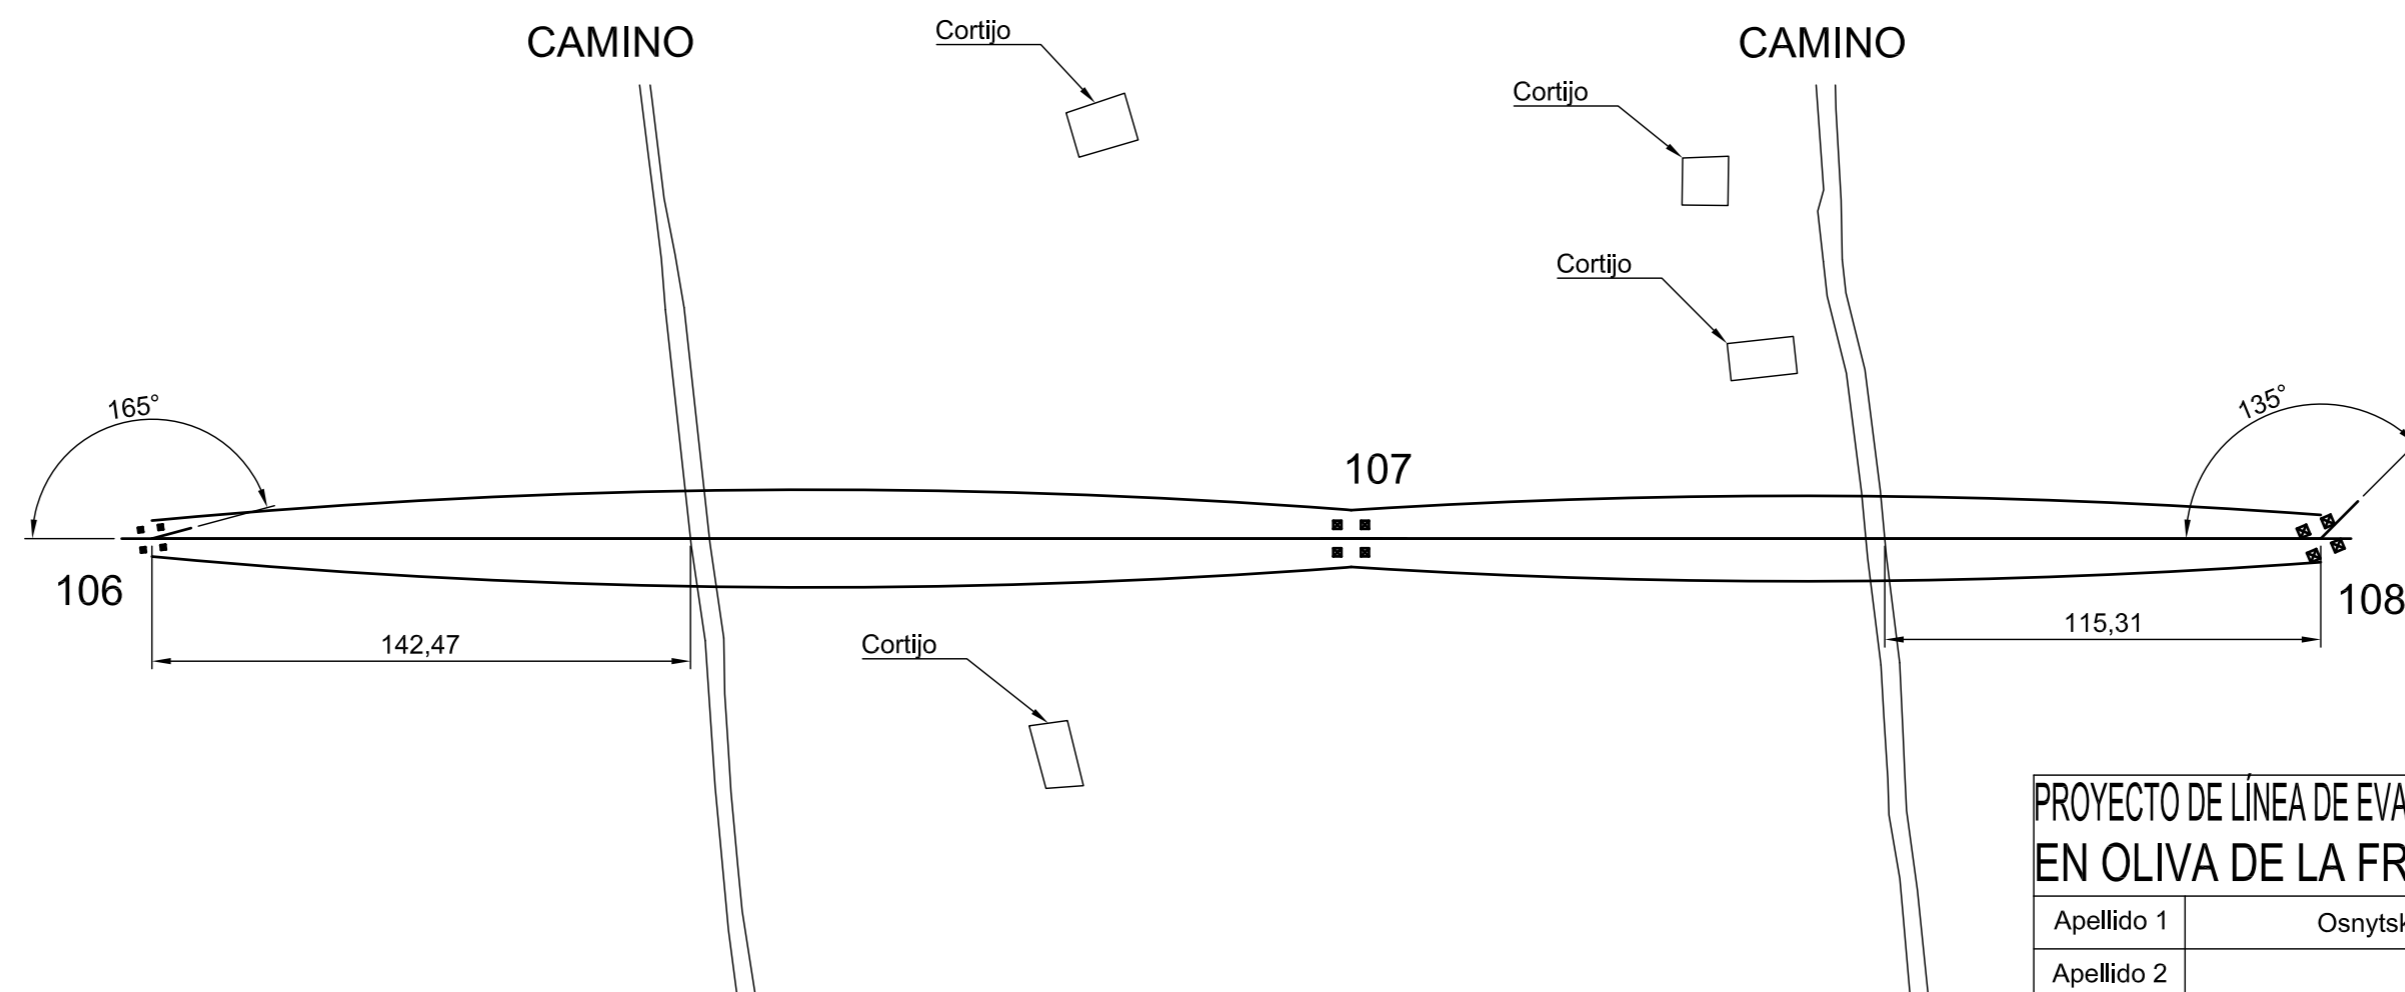 CAMINO
Cortijo
CAMINO
Cortijo
Cortijo
165°
135°
107
106
108
142,47
115,31
Cortijo
PROYECTO DE LÍNEA DE EVA
EN OLIVA DE LA FR
Apellido 1
Osnytsk
Apellido 2